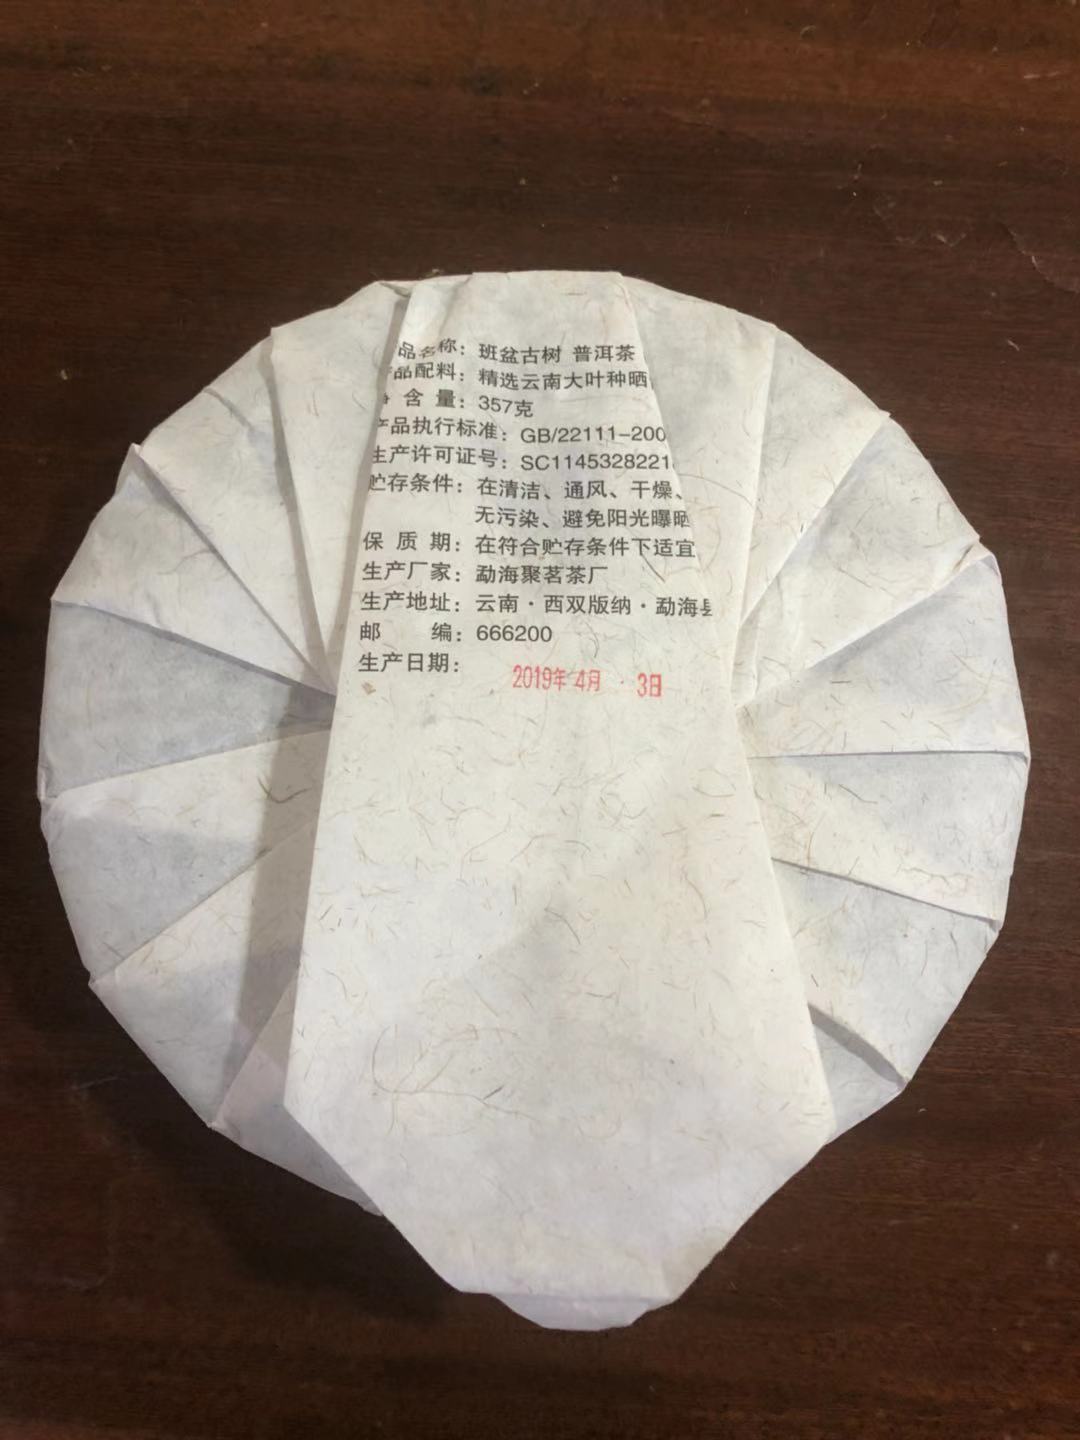 品名称：班盆古树 普洱茶
品配料：精选云南大叶种晒
含 量：357克
产品执行标准：GB/22111-200
生产许可证号：SC1145328221
贮存条件：在清洁、通风、干燥、
无污染、避免阳光曝晒
保 质 期：在符合贮存条件下适宜
生产厂家：勐海聚茗茶厂
生产地址：云南·西双版纳·勐海县
邮 编：666200
生产日期：2019年 4月 3日